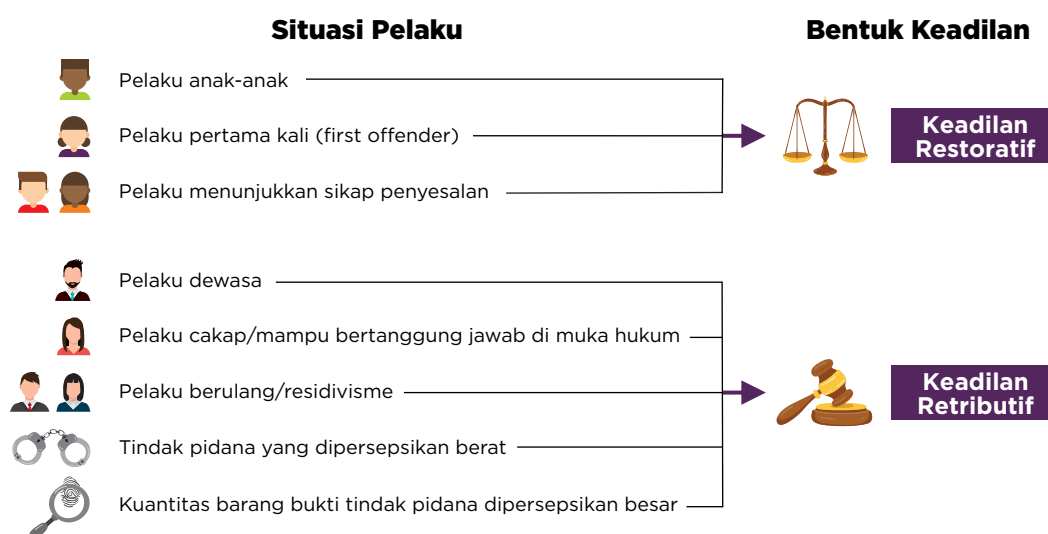 Situasi Pelaku
Bentuk Keadilan
Pelaku anak-anak
Pelaku pertama kali (first offender)
Pelaku menunjukkan sikap penyesalan
Keadilan
Restoratif
Pelaku dewasa
Pelaku cakap/mampu bertanggung jawab di muka hukum
Pelaku berulang/residivisme
Tindak pidana yang dipersepsikan berat
Kuantitas barang bukti tindak pidana dipersepsikan besar
Keadilan
Retributif